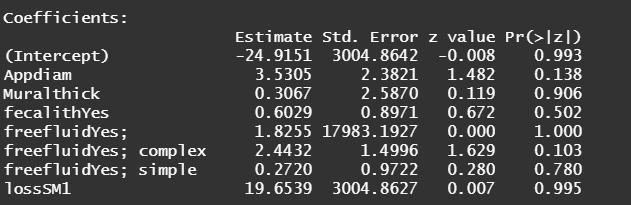 Coefficients:
Estimate Std. Error z value Pr(>|z|)
(Intercept) -24.9151 3004.8642 -0.008 0.993
Appdiam 3.5305 2.3821 1.482 0.138
Muralthick 0.3067 2.5870 0.119 0.906
fecalithYes 0.6029 0.8971 0.672 0.502
freefluidYes; 1.8255 17983.1927 0.000 1.000
freefluidYes; complex 2.4432 1.4996 1.629 0.103
freefluidYes; simple 0.2720 0.9722 0.280 0.780
lossSM1 19.6539 3004.8627 0.007 0.995